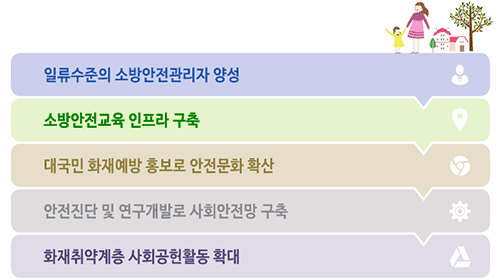 일류수준의 소방안전관리자 양성
소방안전교육 인프라 구축
대국민 화재예방 홍보로 안전문화 확산
안전진단 및 연구개발로 사회안전망 구축
화재취약계층 사회공헌활동 확대